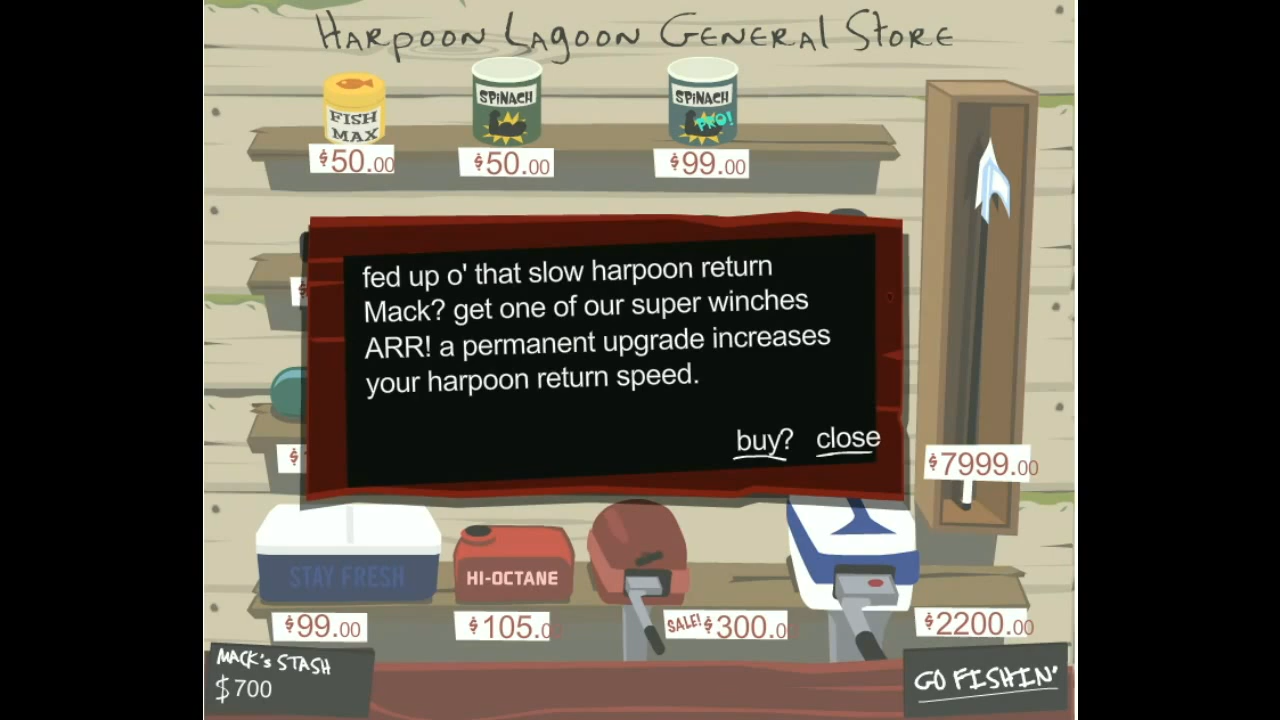 HARPOON LAGOON GENERAL STORE
FISH
MAX
SPINACH
SPINACH
PRO!
$50.00
$50.00
$99.00
fed up o' that slow harpoon return
Mack? get one of our super winches
ARR! a permanent upgrade increases
your harpoon return speed.
buy? close
$
$
$7999.00
STAY FRESH
HI-OCTANE
$99.00
$105.0
SALE! $300.00
$2200.00
MACK'S STASH
$700
GO FISHIN'